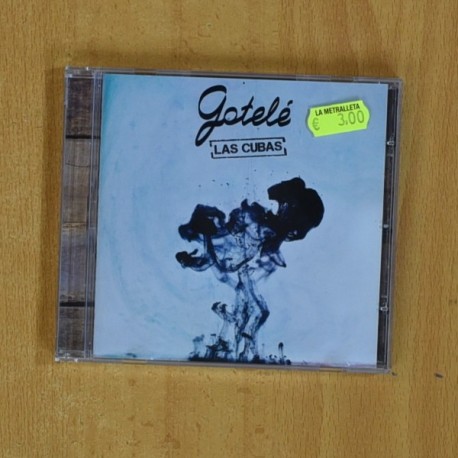 gotelé
LAS CUBAS
LA METRALLETA
€ 3,00